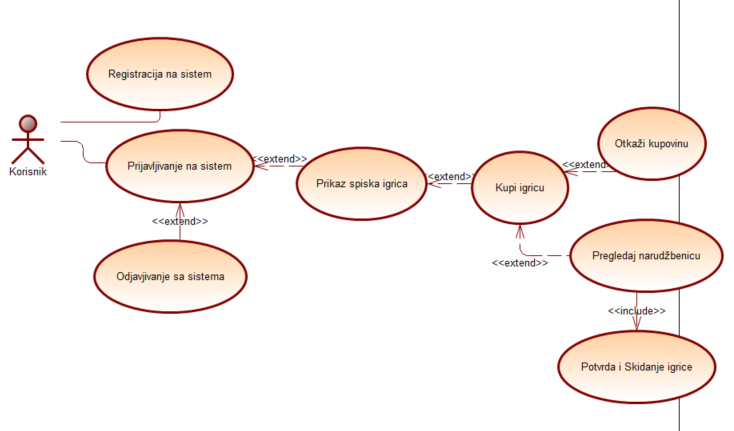 Registracija na sistem
Korisnik
Prijavljivanje na sistem
<<extend>>
Prikaz spiska igrica
<<extend>>
Kupi igricu
<<extend>>
Otkaži kupovinu
<<extend>>
Odjavjivanje sa sistema
<<extend>>
Pregledaj narudžbenicu
<<include>>
Potvrda i Skidanje igrice